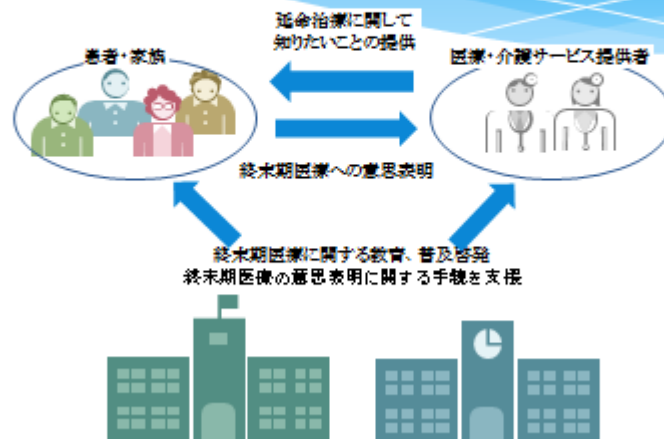 延命治療に関して
知りたいことの提供
患者・家族
医療・介護サービス提供者
終末期医療への意思表明
終末期医療に関する教育、普及啓発
終末期医療の意思表明に関する手続を支援